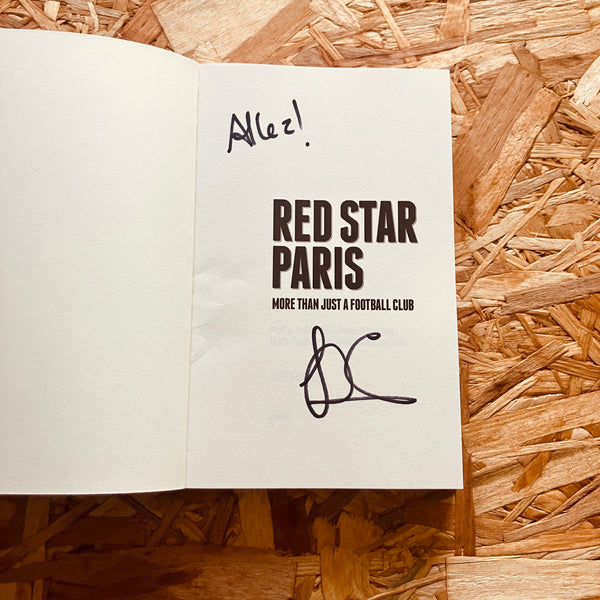 Allez!
RED STAR
PARIS
MORE THAN JUST A FOOTBALL CLUB